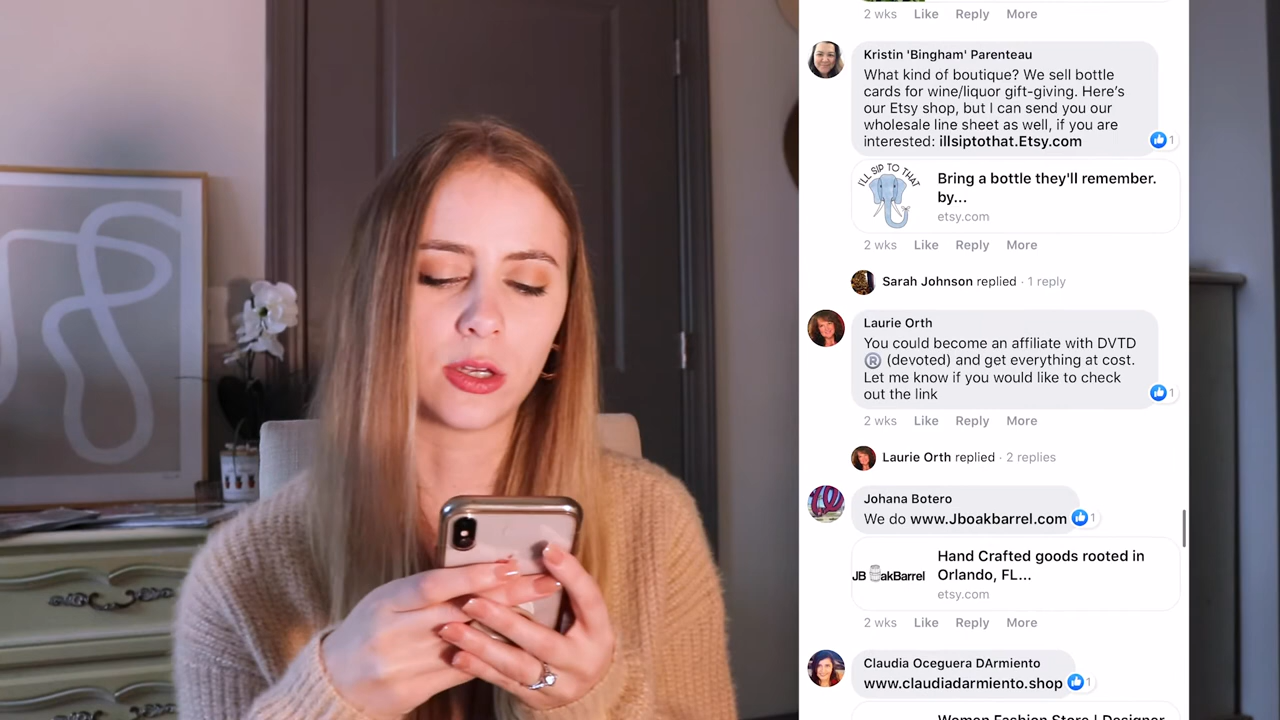 2 wks Like Reply More
Kristin 'Bingham' Parenteau
What kind of boutique? We sell bottle
cards for wine/liquor gift-giving. Here's
our Etsy shop, but I can send you our
wholesale line sheet as well, if you are
interested: illsiptothat.Etsy.com
1
I'LL SIP TO THAT
Bring a bottle they'll remember.
by...
etsy.com
2 wks Like Reply More
Sarah Johnson replied · 1 reply
Laurie Orth
You could become an affiliate with DVTD
® (devoted) and get everything at cost.
Let me know if you would like to check
out the link
1
2 wks Like Reply More
Laurie Orth replied · 2 replies
Johana Botero
We do www.Jboakbarrel.com 1
JB akBarrel
Hand Crafted goods rooted in
Orlando, FL...
etsy.com
2 wks Like Reply More
Claudia Oceguera DArmiento
www.claudiadarmiento.shop 1
Women Fashion Store | Designer